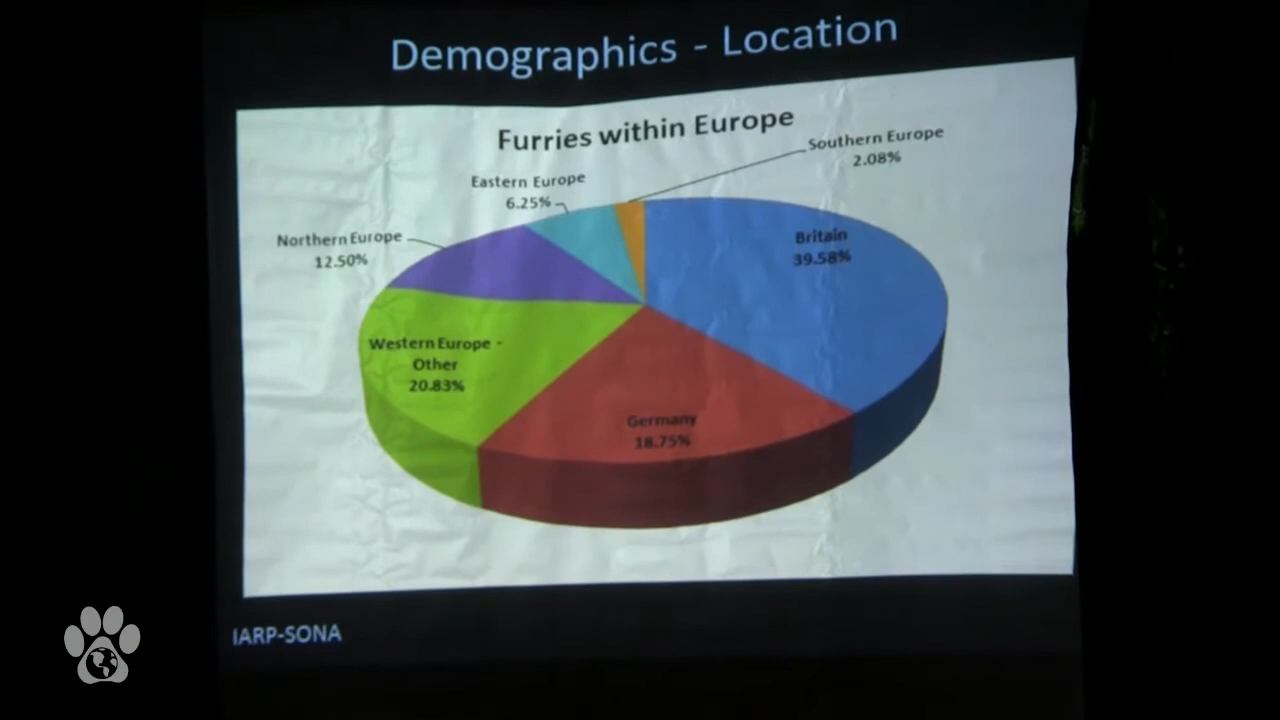 Demographics - Location
Furries within Europe
Southern Europe
2.08%
Eastern Europe
6.25%
Northern Europe
12.50%
Britain
39.58%
Western Europe -
Other
20.83%
Germany
18.75%
IARP-SONA